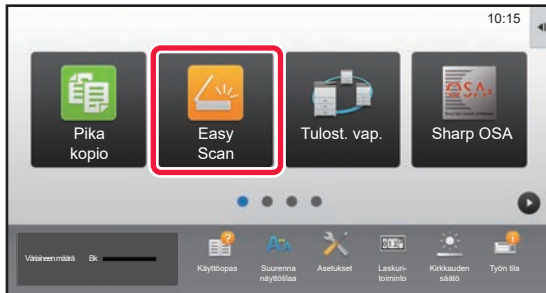 10:15
Pika
kopio
Easy
Scan
Tulost. vap.
OSA
Sharp OSA
Väriaineen määrä Bk
Käyttöopas
Suurenna
näyttötilaa
Asetukset
Laskuri-
toiminto
Kirkkauden
säätö
Työn tila